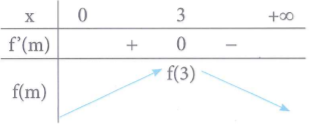 x 0 3 +∞
f’(m) + 0 −
f(3)
f(m)